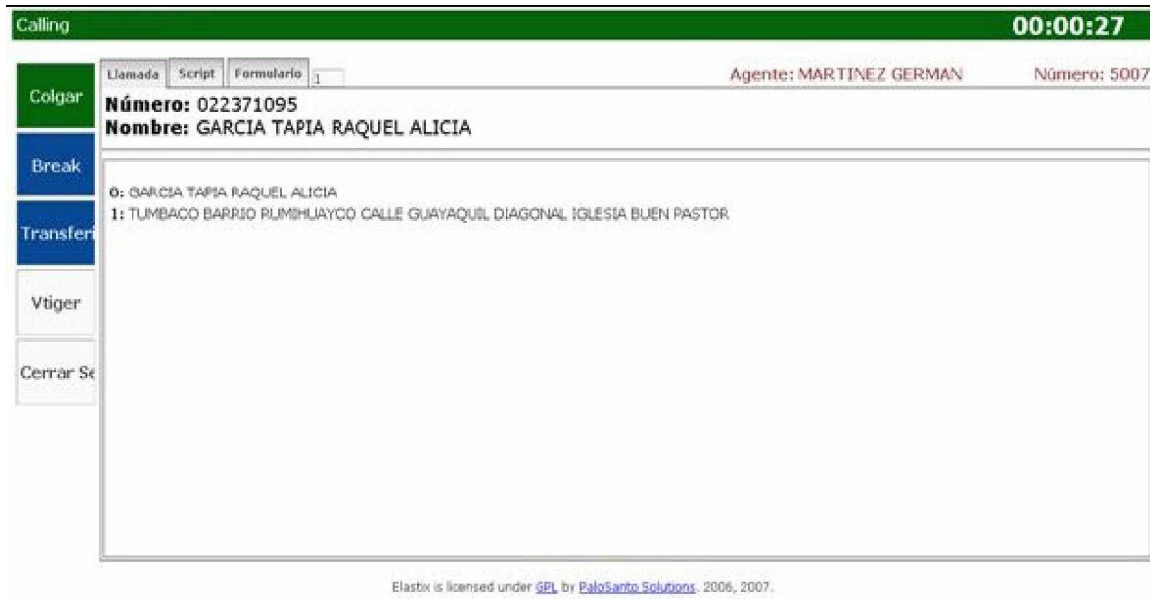 Calling 00:00:27
Llamada Script Formulario 1 Agente: MARTINEZ GERMAN Número: 5007
Colgar
Número: 022371095
Nombre: GARCIA TAPIA RAQUEL ALICIA
Break
0: GARCIA TAPIA RAQUEL ALICIA
1: TUMBACO BARRIO RUMIHUAYCO CALLE GUAYAQUIL DIAGONAL IGLESIA BUEN PASTOR
Transferi
Vtiger
Cerrar Se
Elastix is licensed under GPL by PaloSanto Solutions. 2006, 2007.